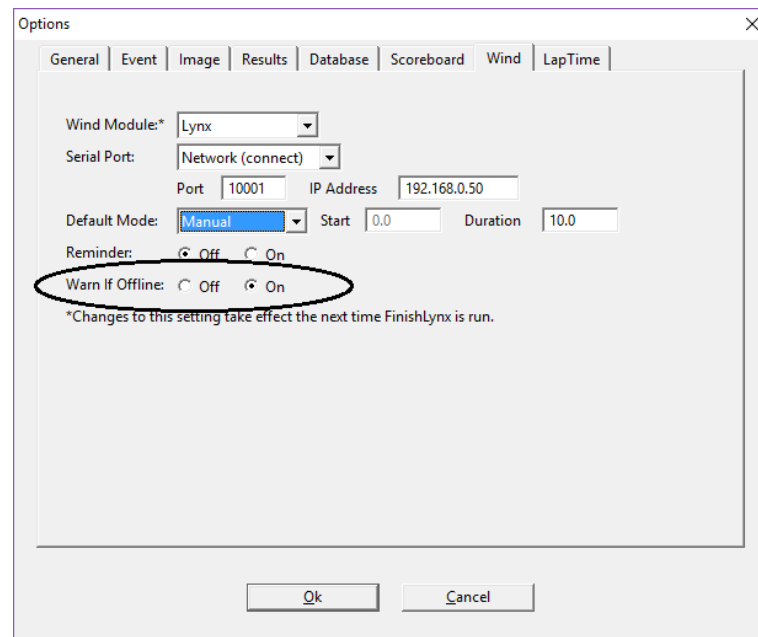 Options
General Event Image Results Database Scoreboard Wind LapTime
Wind Module:* Lynx
Serial Port: Network (connect)
Port 10001 IP Address 192.168.0.50
Default Mode: Manual Start 0.0 Duration 10.0
Reminder: Off On
Warn If Offline: Off On
*Changes to this setting take effect the next time FinishLynx is run.
Ok Cancel